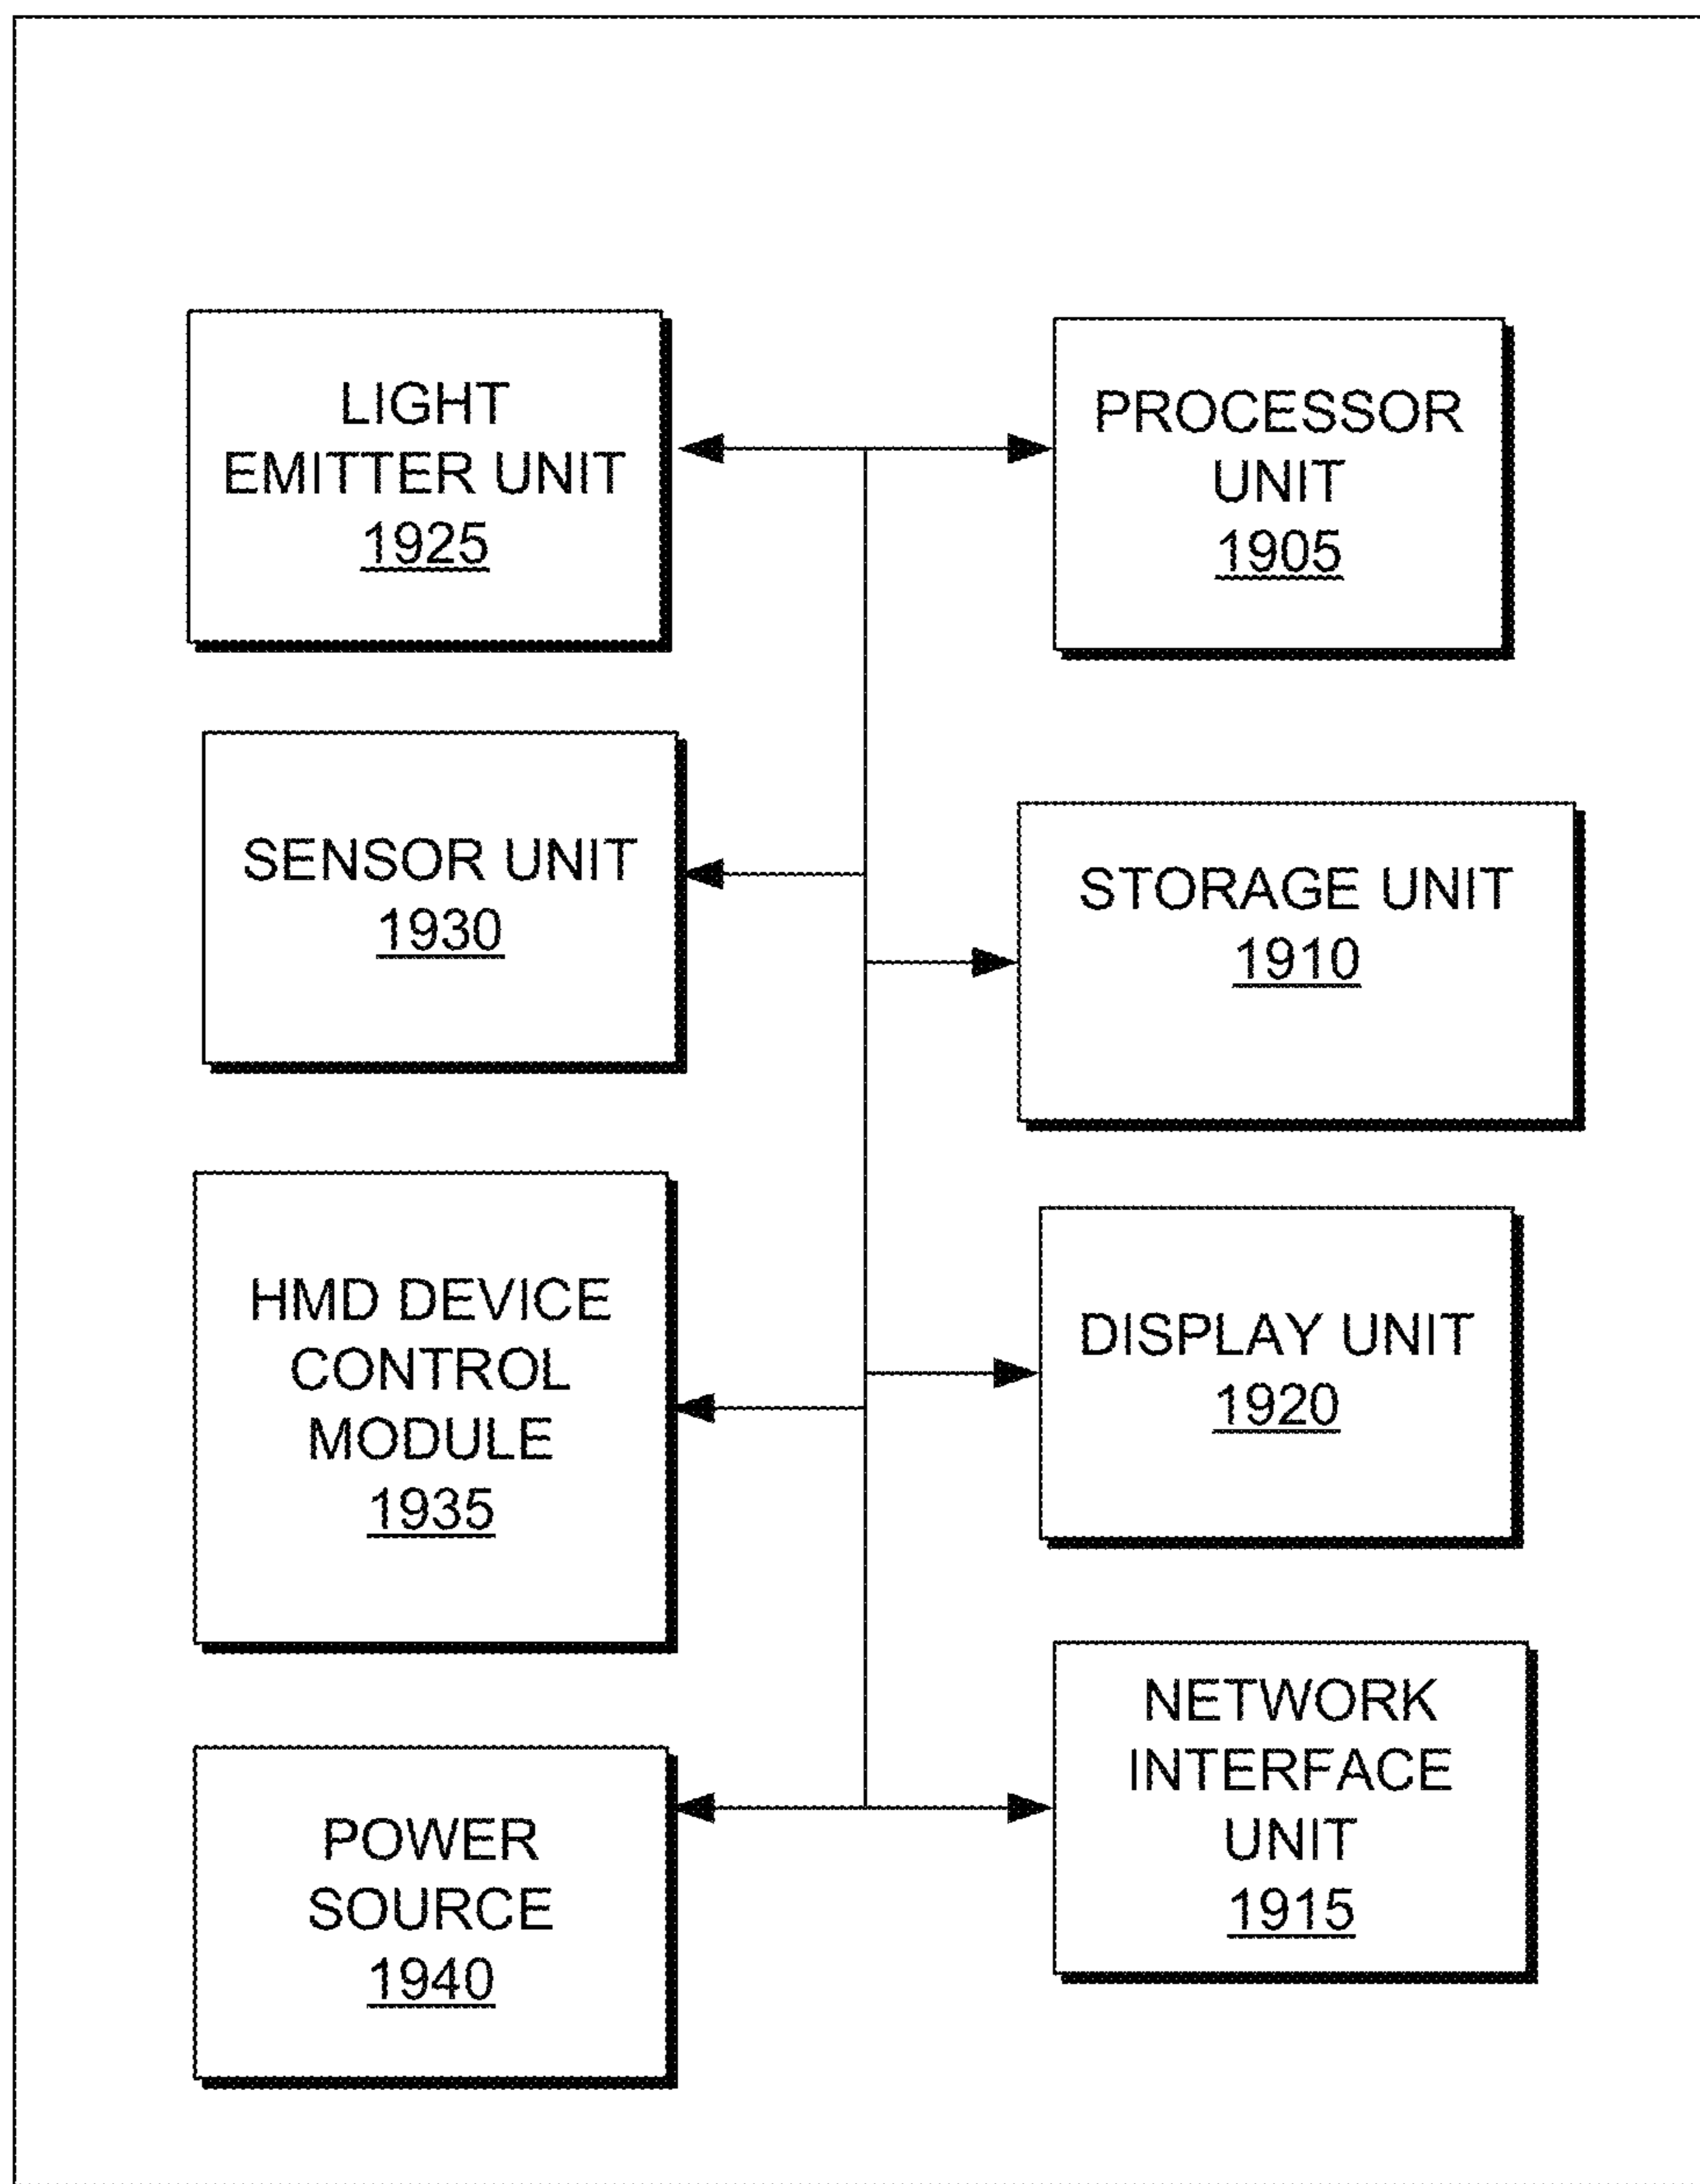 LIGHT
EMITTER UNIT
1925
PROCESSOR
UNIT
1905
SENSOR UNIT
1930
STORAGE UNIT
1910
HMD DEVICE
CONTROL
MODULE
1935
DISPLAY UNIT
1920
POWER
SOURCE
1940
NETWORK
INTERFACE
UNIT
1915